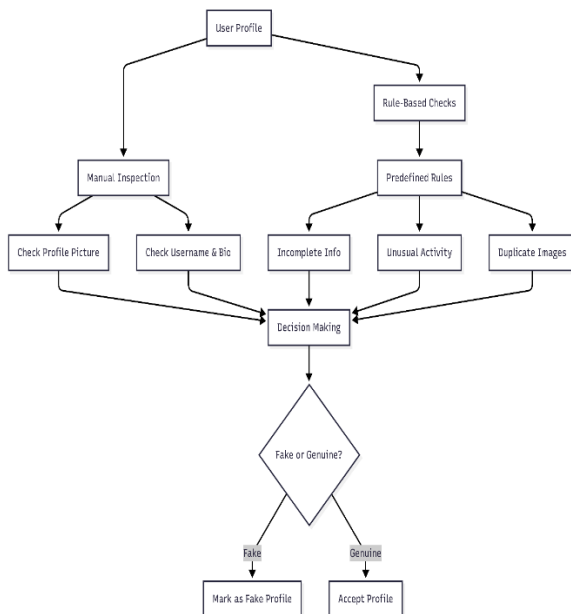 User Profile
Rule-Based Checks
Manual Inspection
Predefined Rules
Check Profile Picture
Check Username & Bio
Incomplete Info
Unusual Activity
Duplicate Images
Decision Making
Fake or Genuine?
Fake
Genuine
Mark as Fake Profile
Accept Profile